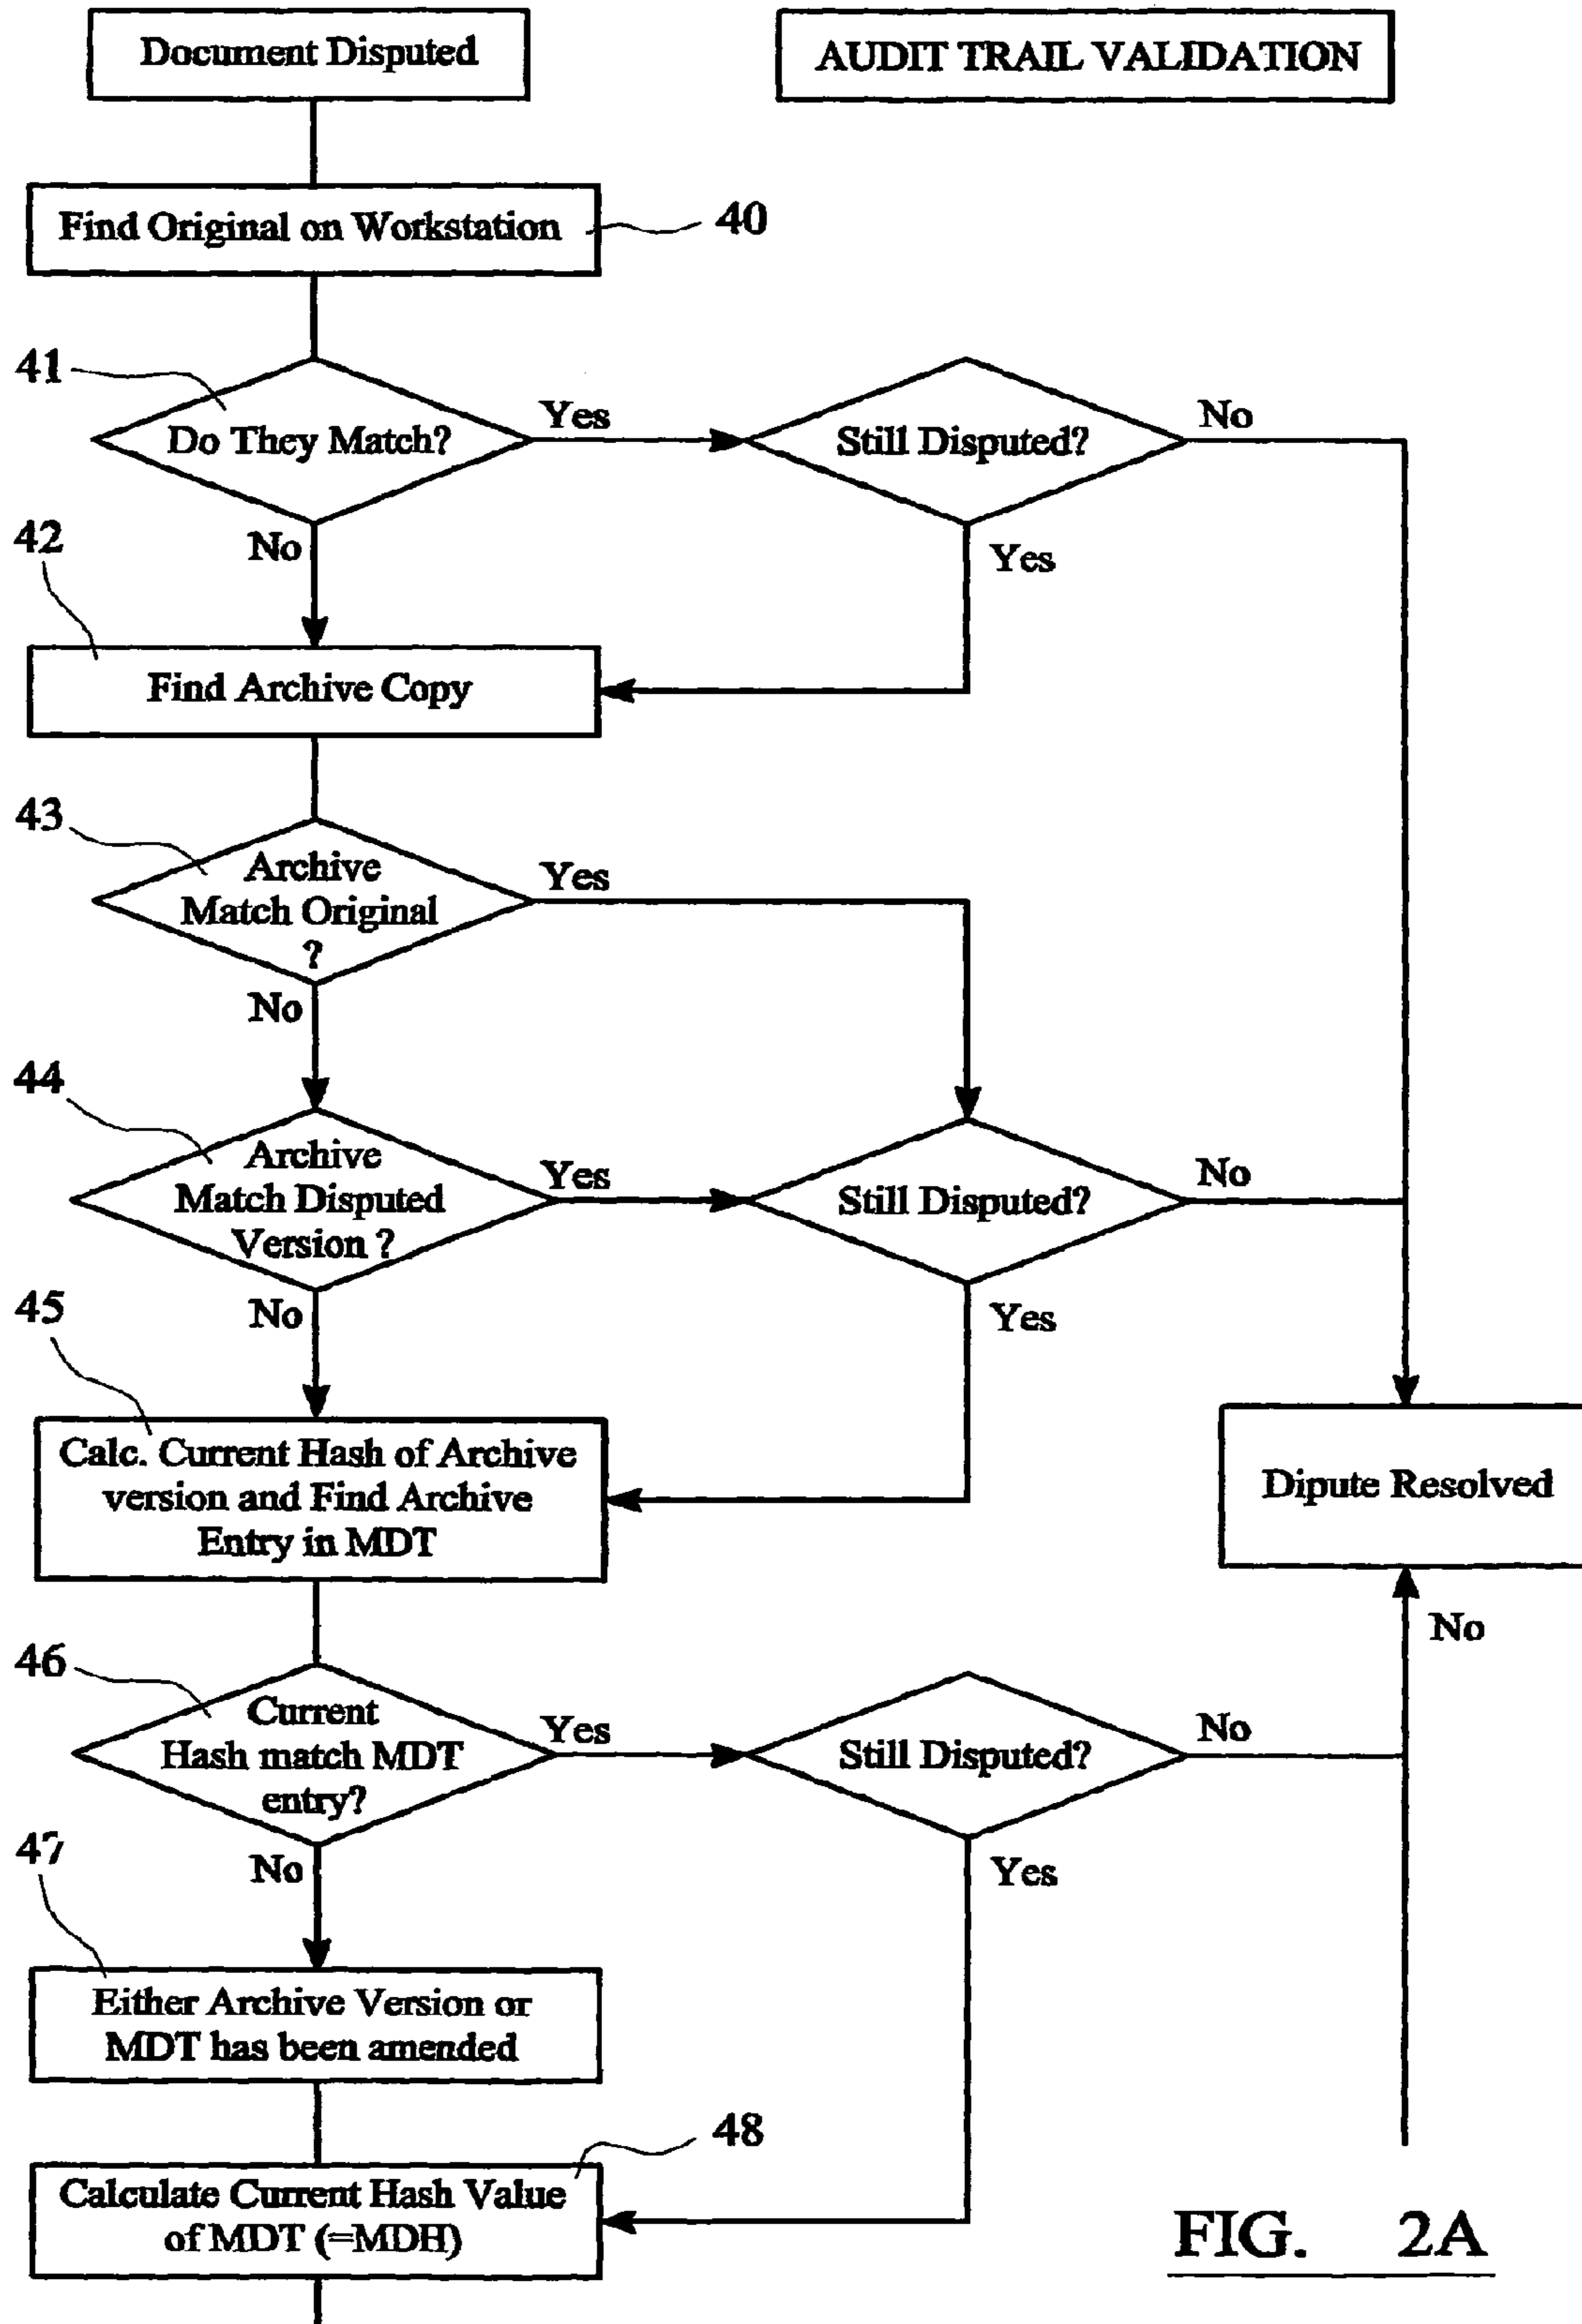 Document Disputed
AUDIT TRAIL VALIDATION
Find Original on Workstation
40
41
Do They Match?
Yes
Still Disputed?
No
No
Yes
42
Find Archive Copy
43
Archive
Match Original
?
Yes
No
44
Archive
Match Disputed
Version ?
Yes
Still Disputed?
No
No
Yes
45
Calc. Current Hash of Archive
version and Find Archive
Entry in MDT
Dipute Resolved
No
46
Current
Hash match MDT
entry?
Yes
Still Disputed?
No
No
Yes
47
Either Archive Version or
MDT has been amended
48
Calculate Current Hash Value
of MDT (=MDH)
FIG. 2A